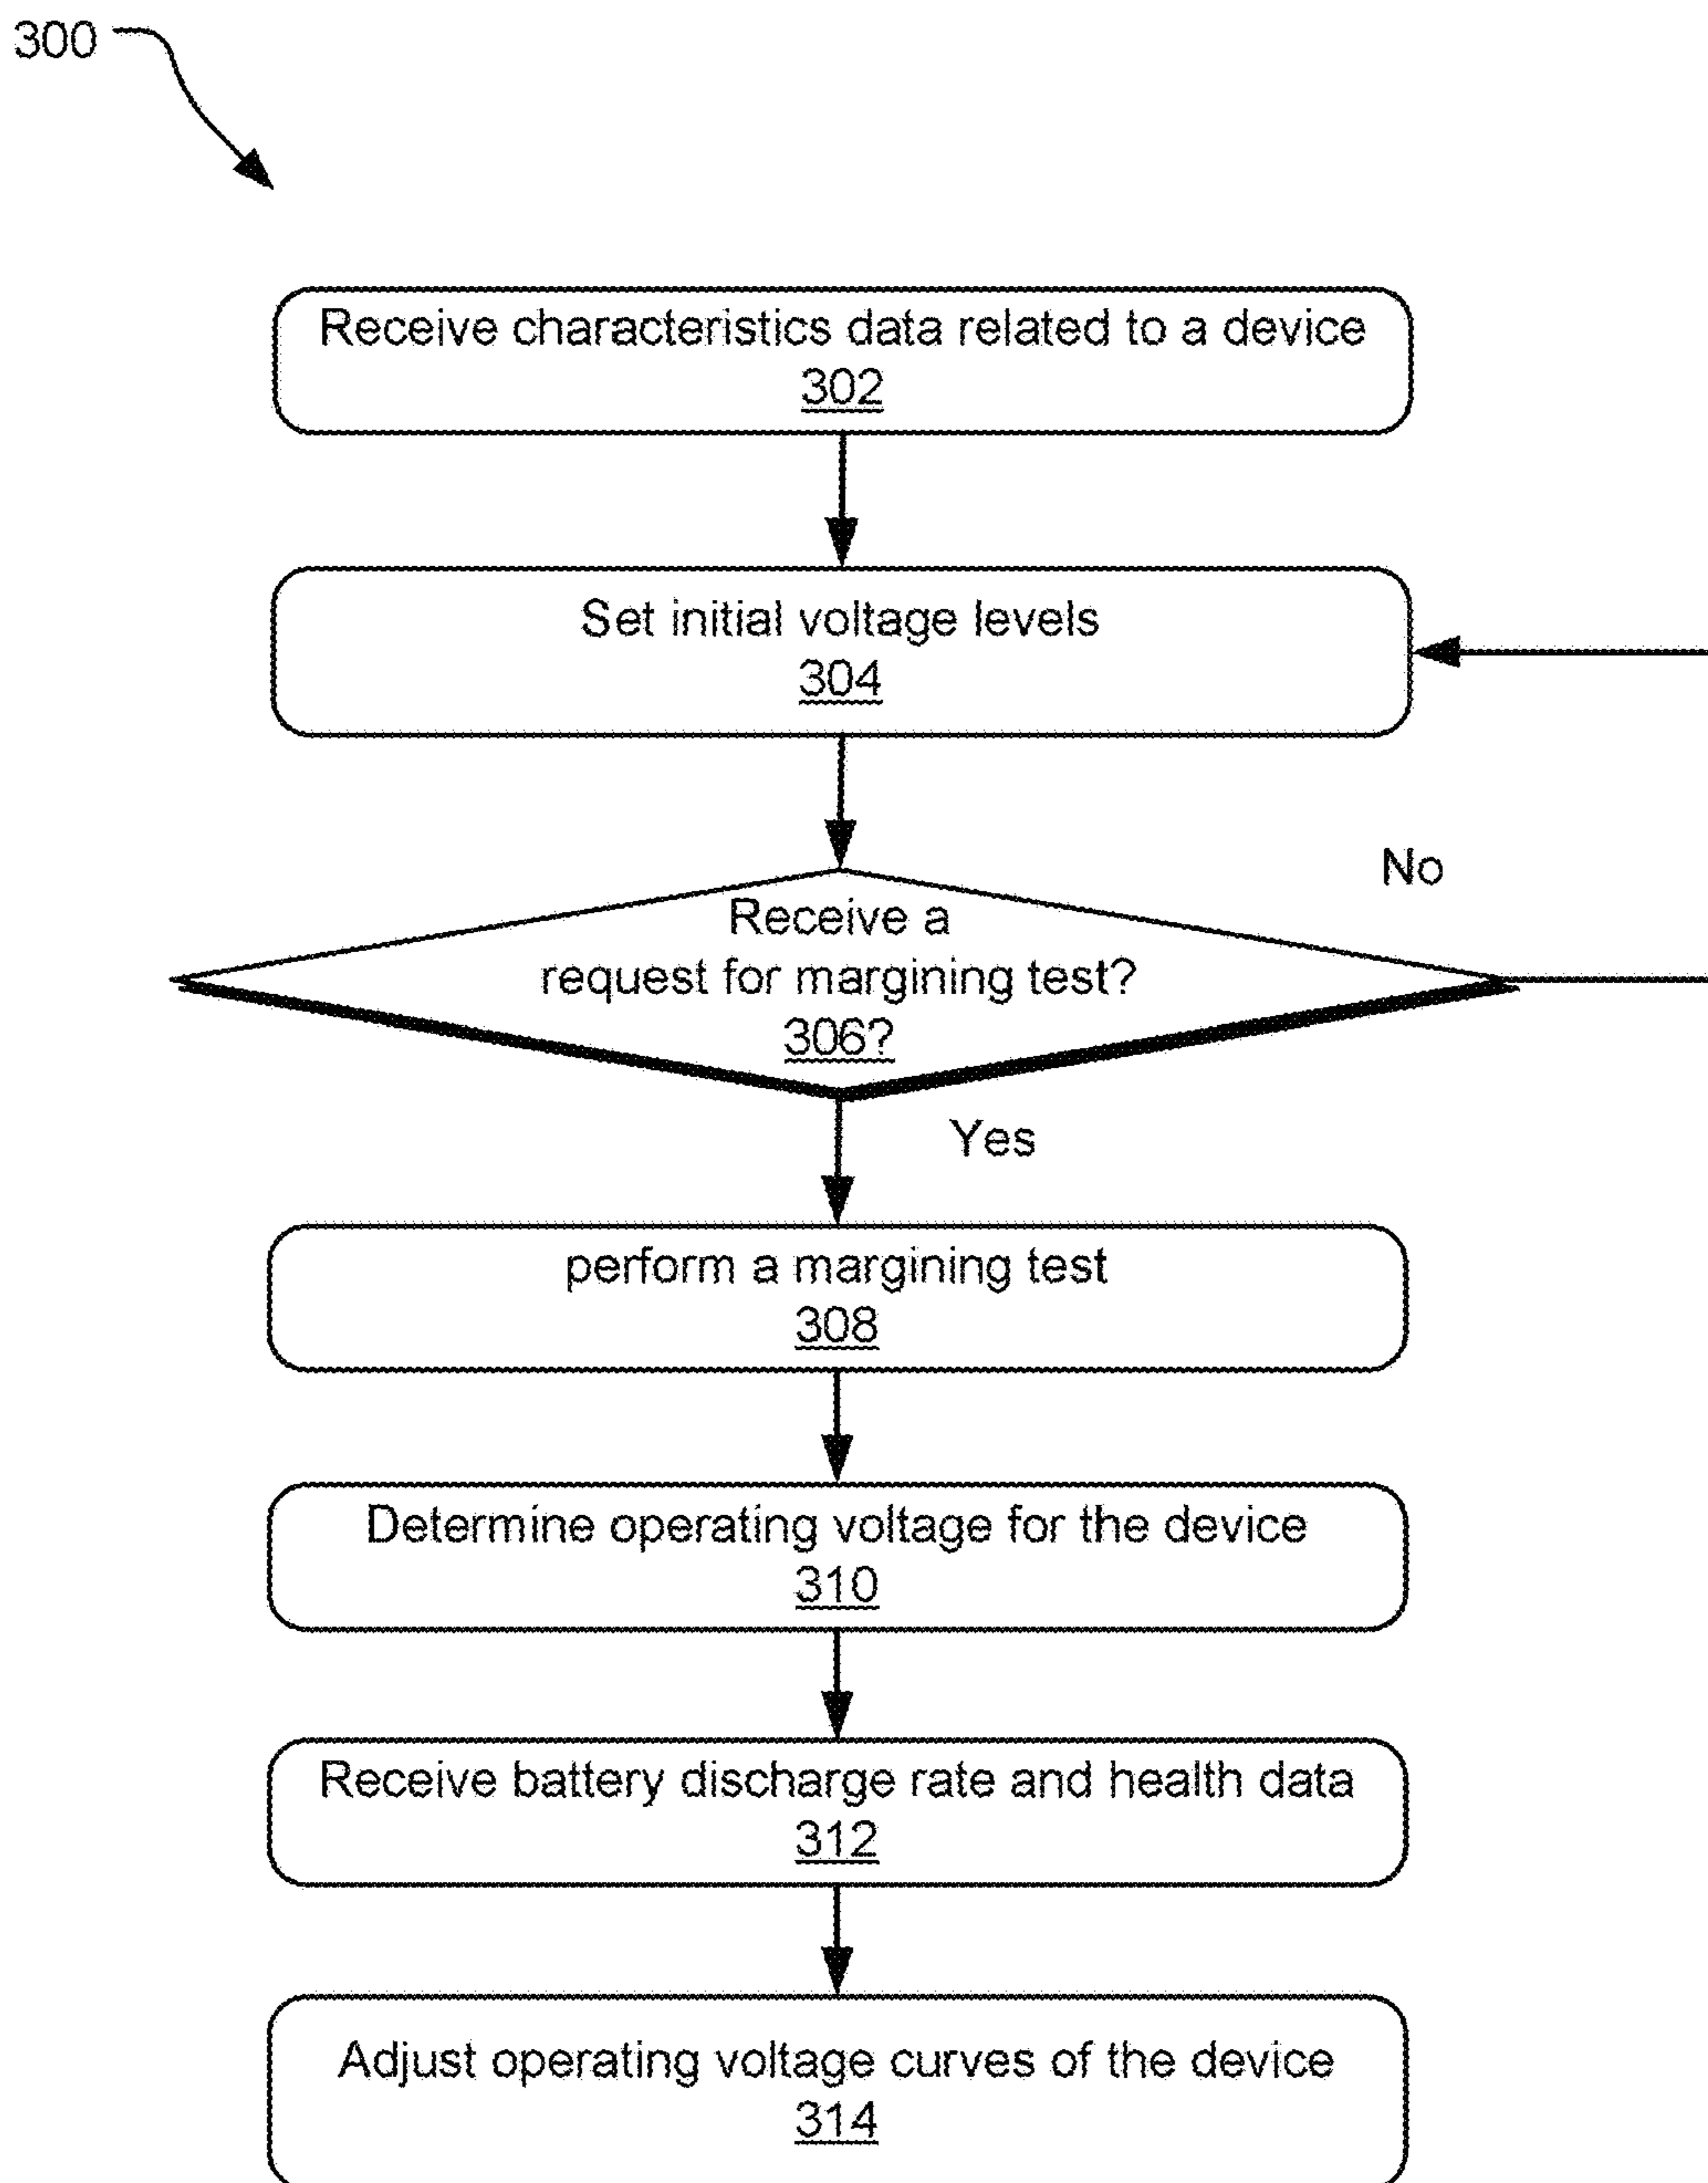 300
Receive characteristics data related to a device
302
Set initial voltage levels
304
No
Receive a
request for margining test?
306?
Yes
perform a margining test
308
Determine operating voltage for the device
310
Receive battery discharge rate and health data
312
Adjust operating voltage curves of the device
314